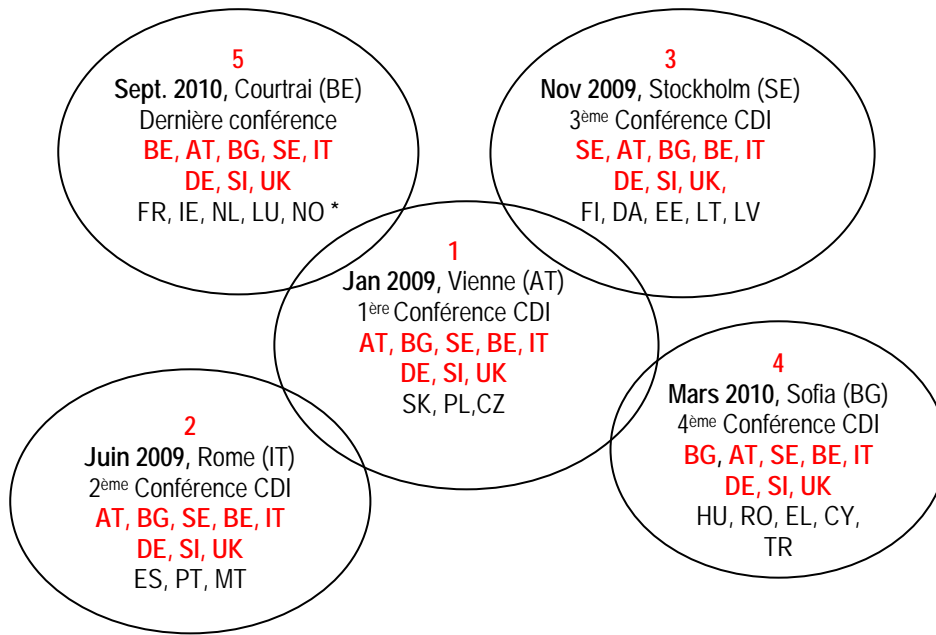 5
Sept. 2010, Courtrai (BE)
Dernière conférence
BE, AT, BG, SE, IT
DE, SI, UK
FR, IE, NL, LU, NO *
3
Nov 2009, Stockholm (SE)
3ème Conférence CDI
SE, AT, BG, BE, IT
DE, SI, UK,
FI, DA, EE, LT, LV
1
Jan 2009, Vienne (AT)
1ère Conférence CDI
AT, BG, SE, BE, IT
DE, SI, UK
SK, PL,CZ
4
Mars 2010, Sofia (BG)
4ème Conférence CDI
BG, AT, SE, BE, IT
DE, SI, UK
HU, RO, EL, CY,
TR
2
Juin 2009, Rome (IT)
2ème Conférence CDI
AT, BG, SE, BE, IT
DE, SI, UK
ES, PT, MT